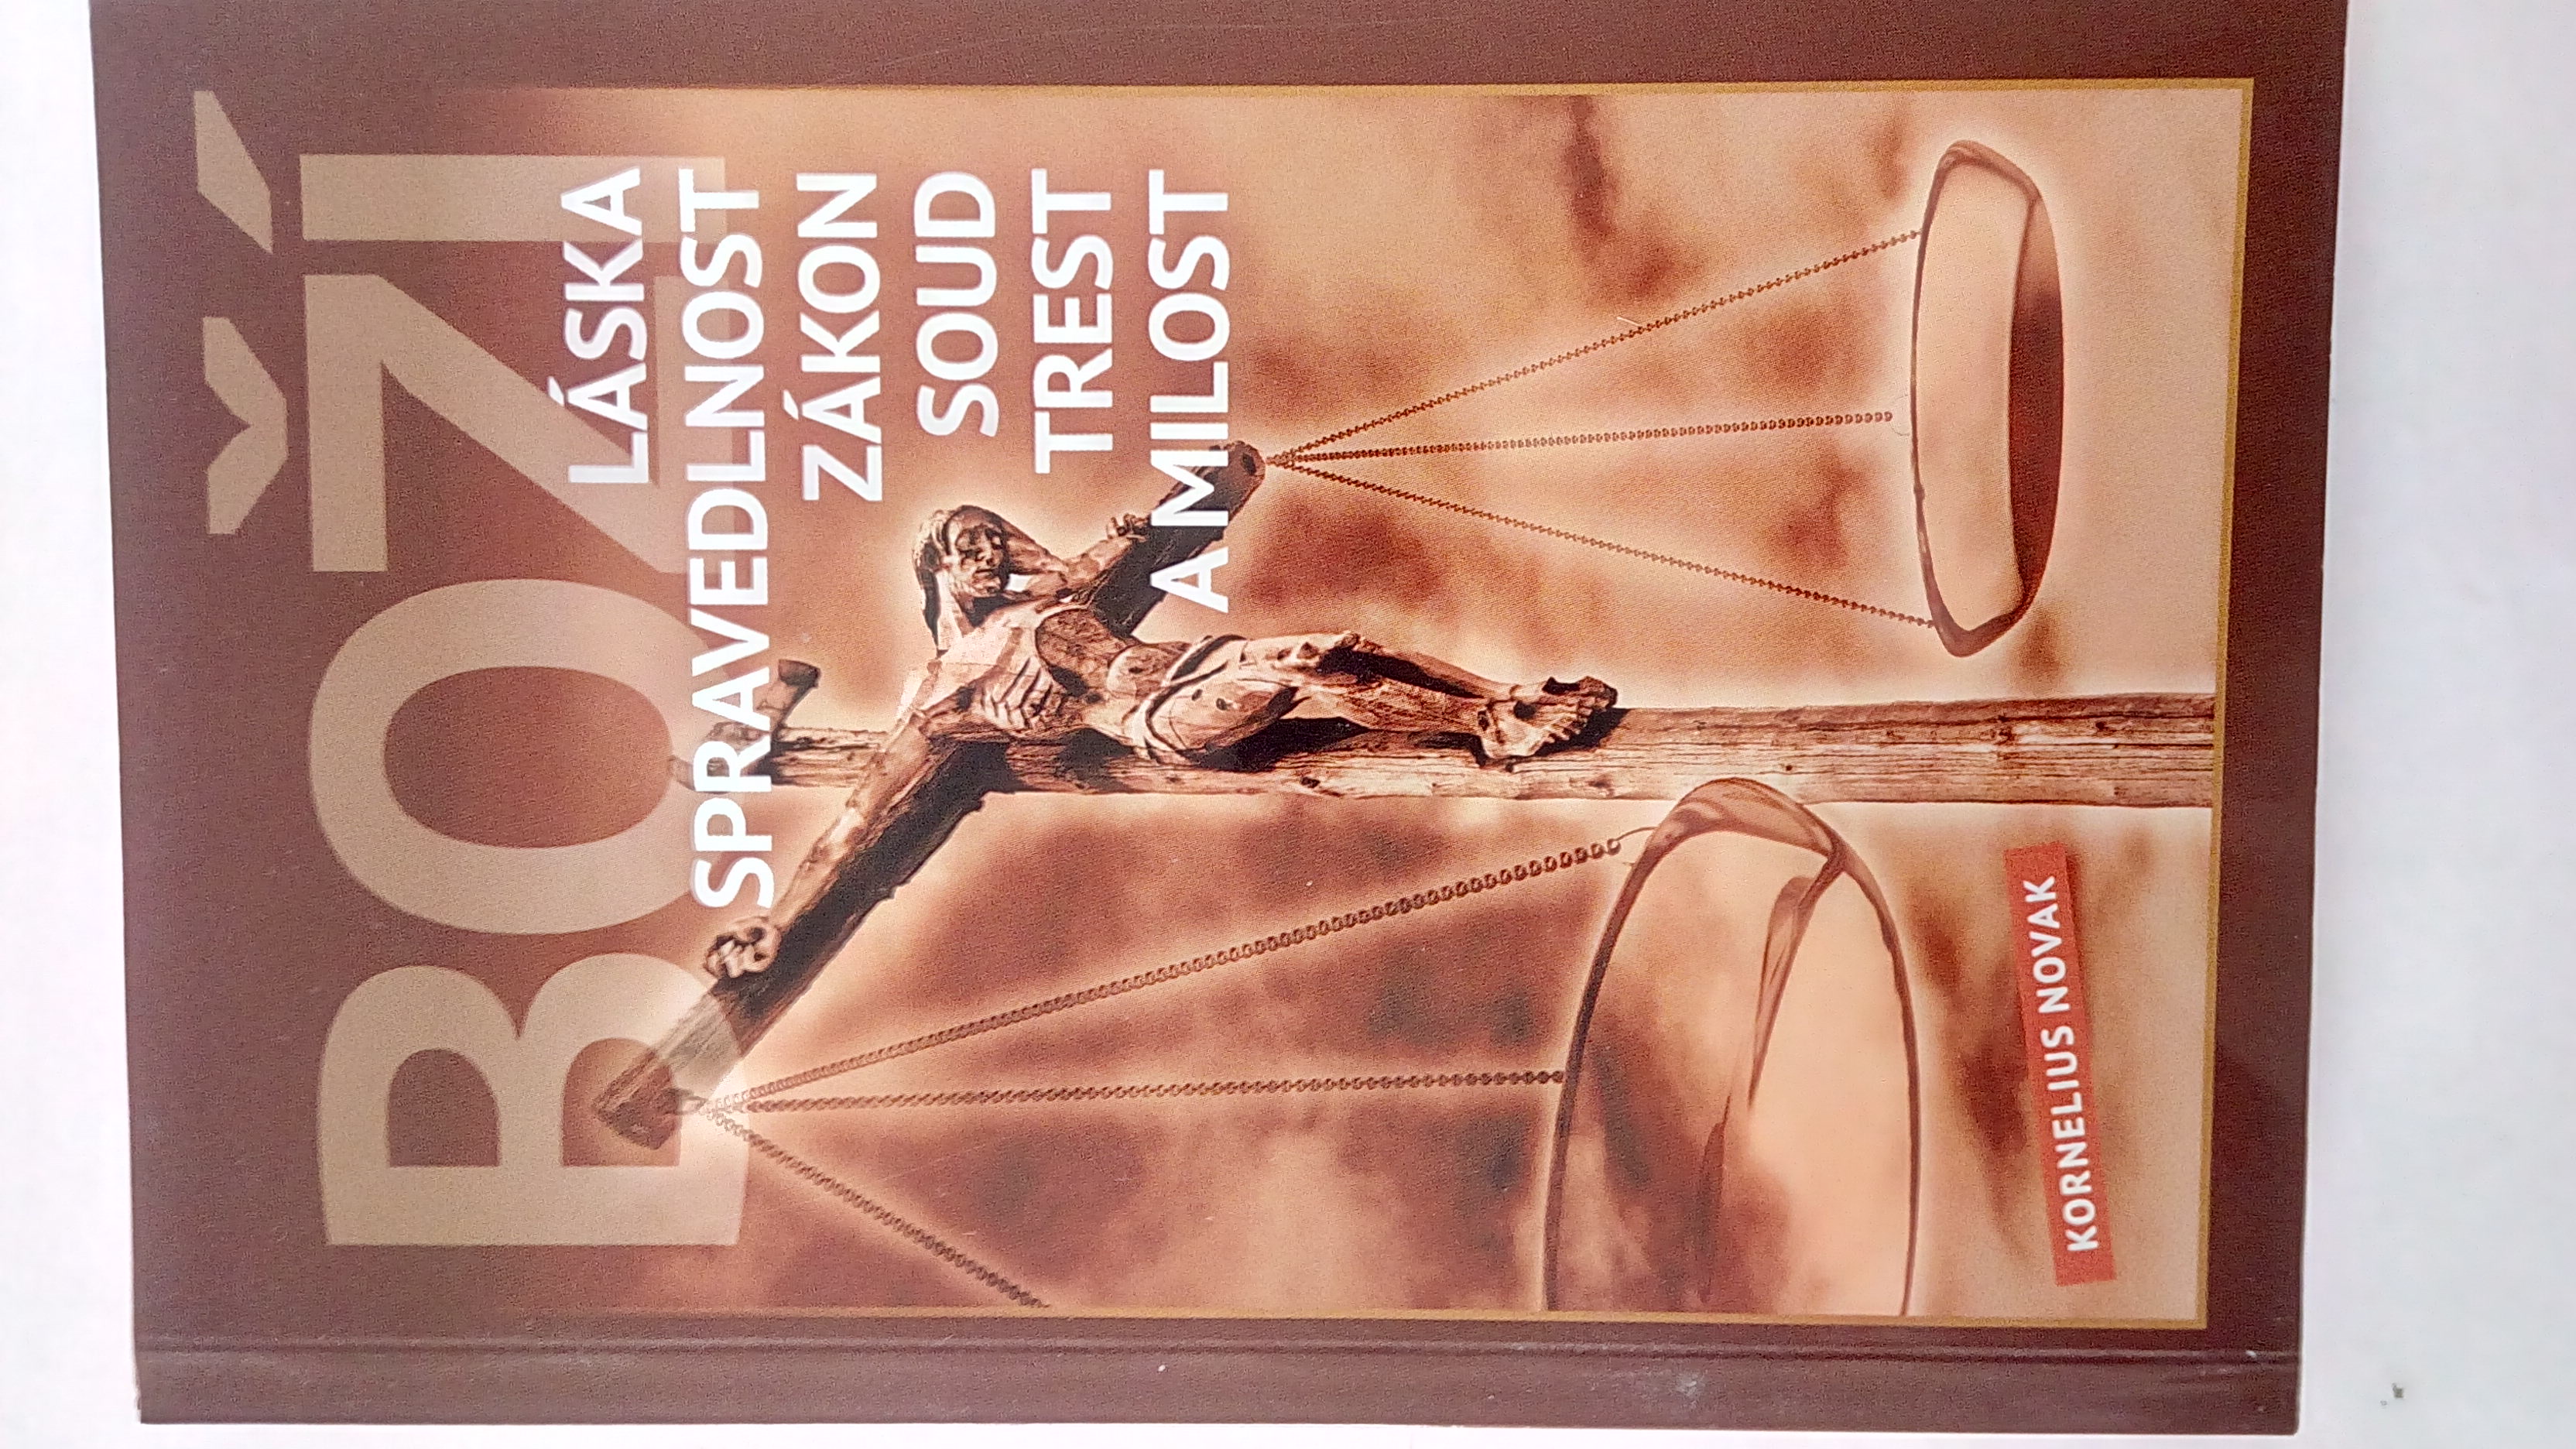 BOŽÍ
LÁSKA
SPRAVEDLNOST
ZÁKON
SOUD
TREST
A MILOST
KORNELIUS NOVAK